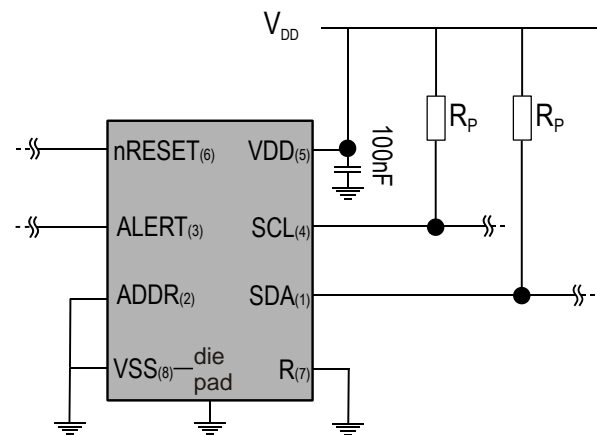 VDD
nRESET(6)
VDD(5)
100nF
RP
RP
ALERT(3)
SCL(4)
ADDR(2)
SDA(1)
VSS(8)
die
pad
R(7)